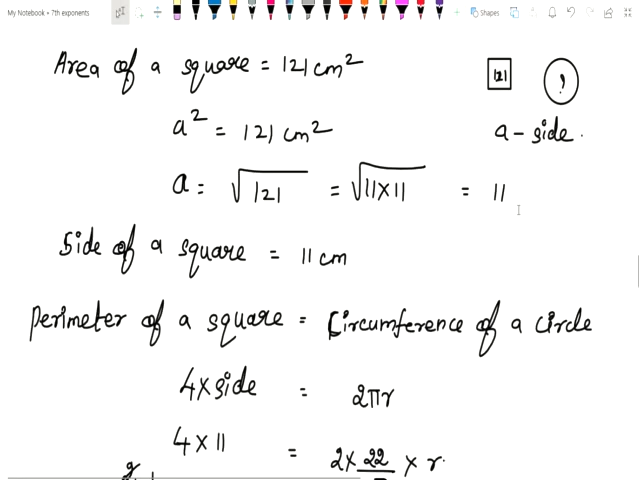 My Notebook » 7th exponents
Shapes
Area of a square = 121 cm²
121 ?
a² = 121 cm²
a - side.
a = √121 = √11×11 = 11
Side of a square = 11 cm
Perimeter of a square = Circumference of a circle
4×side = 2πr
4×11 = 2×22 × r